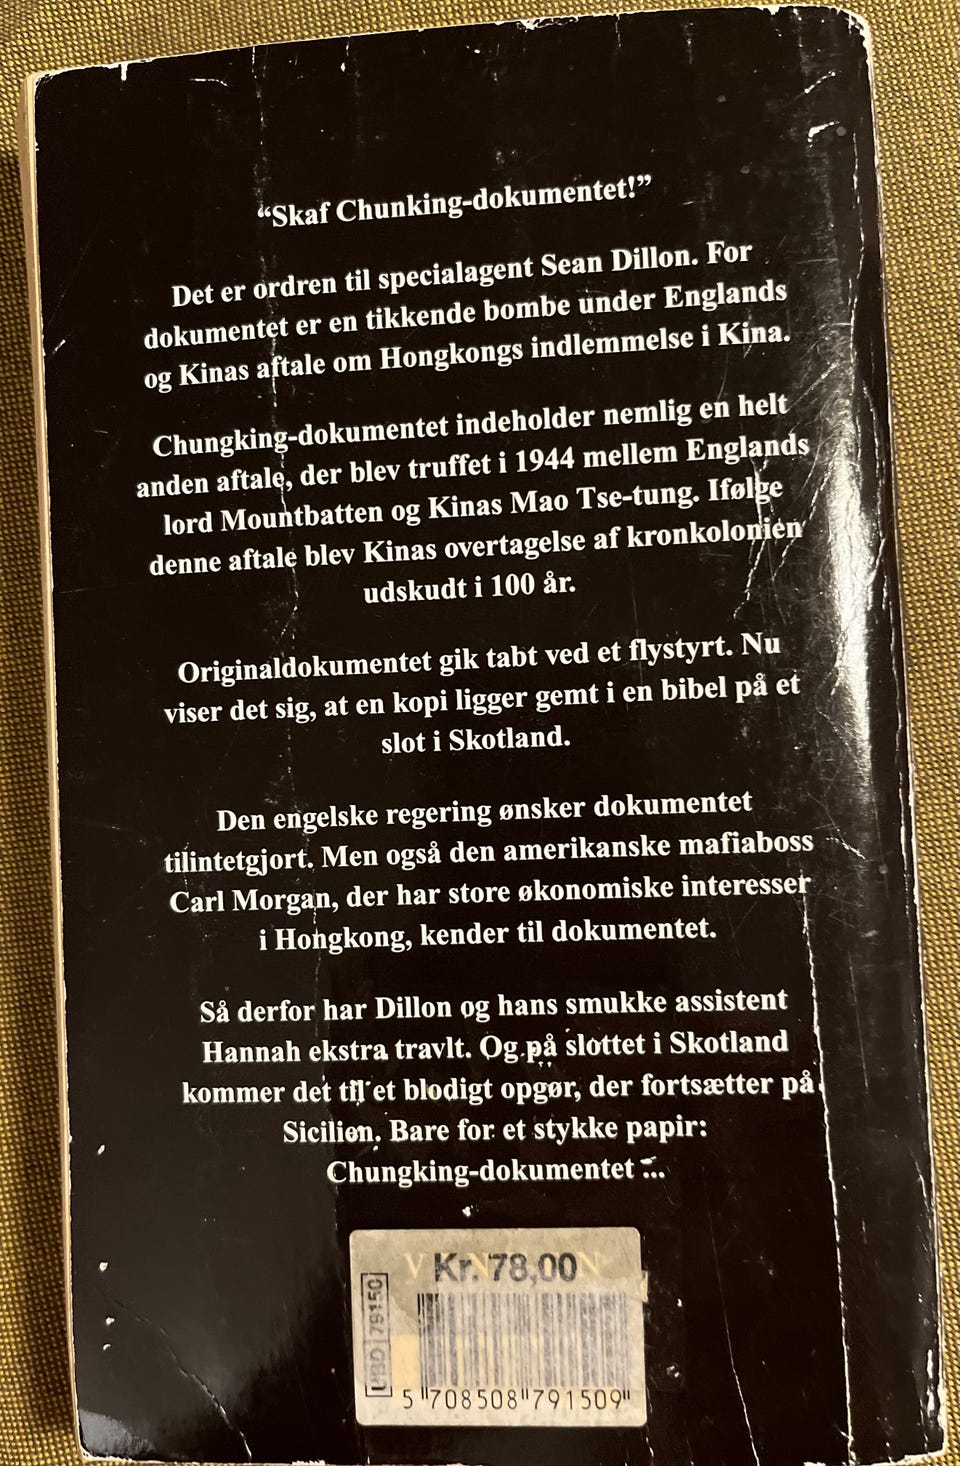 “Skaf Chunking-dokumentet!”
Det er ordren til specialagent Sean Dillon. For
dokumentet er en tikkende bombe under Englands
og Kinas aftale om Hongkongs indlemmelse i Kina.
Chungking-dokumentet indeholder nemlig en helt
anden aftale, der blev truffet i 1944 mellem Englands
lord Mountbatten og Kinas Mao Tse-tung. Ifølge
denne aftale blev Kinas overtagelse af kronkolonien
udskudt i 100 år.
Originaldokumentet gik tabt ved et flystyrt. Nu
viser det sig, at en kopi ligger gemt i en bibel på et
slot i Skotland.
Den engelske regering ønsker dokumentet
tilintetgjort. Men også den amerikanske mafiaboss
Carl Morgan, der har store økonomiske interesser
i Hongkong, kender til dokumentet.
Så derfor har Dillon og hans smukke assistent
Hannah ekstra travlt. Og på slottet i Skotland
kommer det til et blodigt opgør, der fortsætter på
Sicilien. Bare for et stykke papir:
Chungking-dokumentet ...
Kr. 78,00
UBD 79150
5 708508 791509